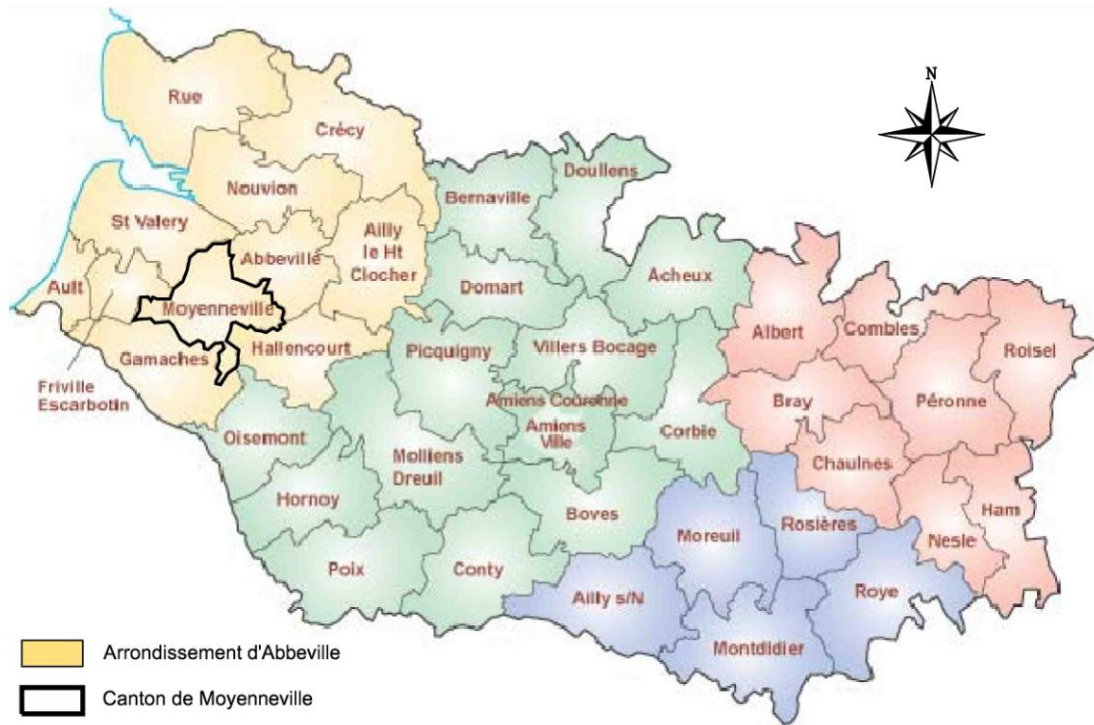 N
Rue
Crécy
Nouvion
St Valery
Abbeville
Ailly
le Ht
Clocher
Ault
Moyenneville
Gamaches
Hallencourt
Friville
Escarbotin
Bernaville
Doullens
Domart
Acheux
Picquigny
Villers Bocage
Amiens Couronne
Amiens
Ville
Corbie
Oisemont
Molliens
Dreuil
Hornoy
Boves
Poix
Conty
Albert
Combles
Roisel
Bray
Péronne
Chaulnes
Ham
Nesle
Moreuil
Rosières
Ailly s/N
Roye
Montdidier
Arrondissement d'Abbeville
Canton de Moyenneville